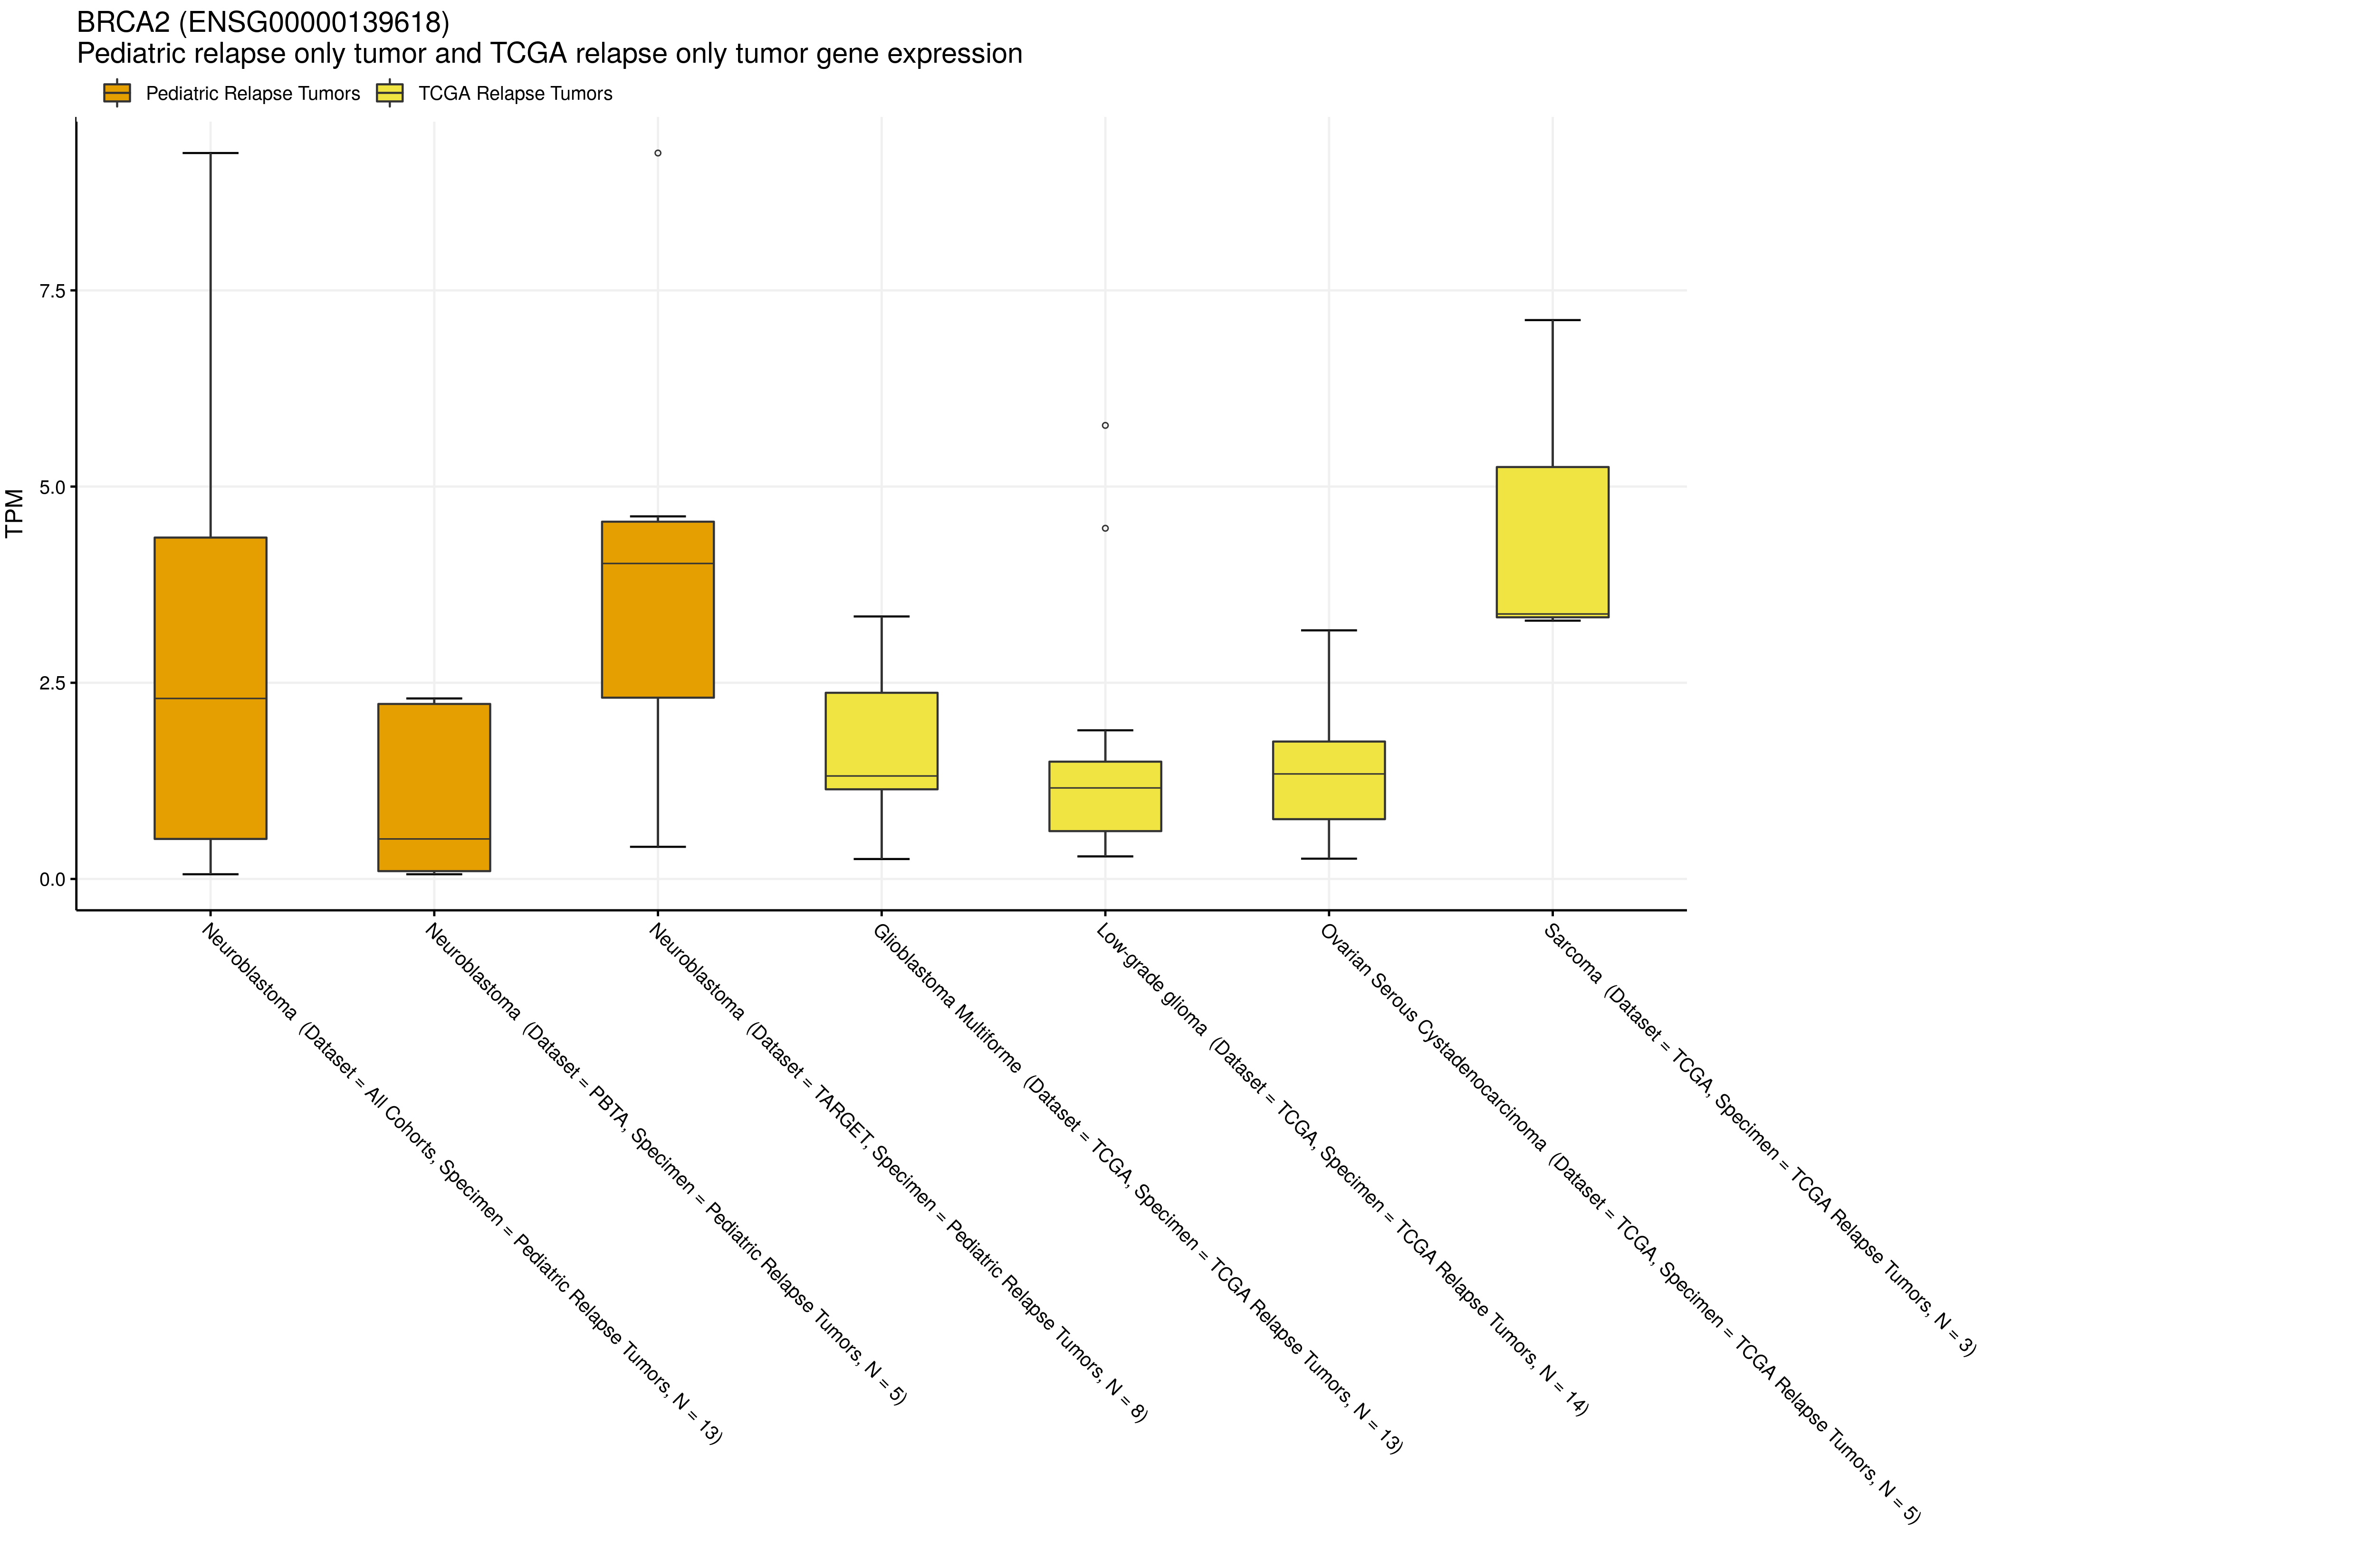 BRCA2 (ENSG00000139618)
Pediatric relapse only tumor and TCGA relapse only tumor gene expression
Pediatric Relapse Tumors
TCGA Relapse Tumors
TPM
7.5
5.0
2.5
0.0
Neuroblastoma (Dataset = All Cohorts, Specimen = Pediatric Relapse Tumors, N = 13)
Neuroblastoma (Dataset = PBTA, Specimen = Pediatric Relapse Tumors, N = 5)
Neuroblastoma (Dataset = TARGET, Specimen = Pediatric Relapse Tumors, N = 8)
Glioblastoma Multiforme (Dataset = TCGA, Specimen = TCGA Relapse Tumors, N = 13)
Low-grade glioma (Dataset = TCGA, Specimen = TCGA Relapse Tumors, N = 14)
Ovarian Serous Cystadenocarcinoma (Dataset = TCGA, Specimen = TCGA Relapse Tumors, N = 5)
Sarcoma (Dataset = TCGA, Specimen = TCGA Relapse Tumors, N = 3)